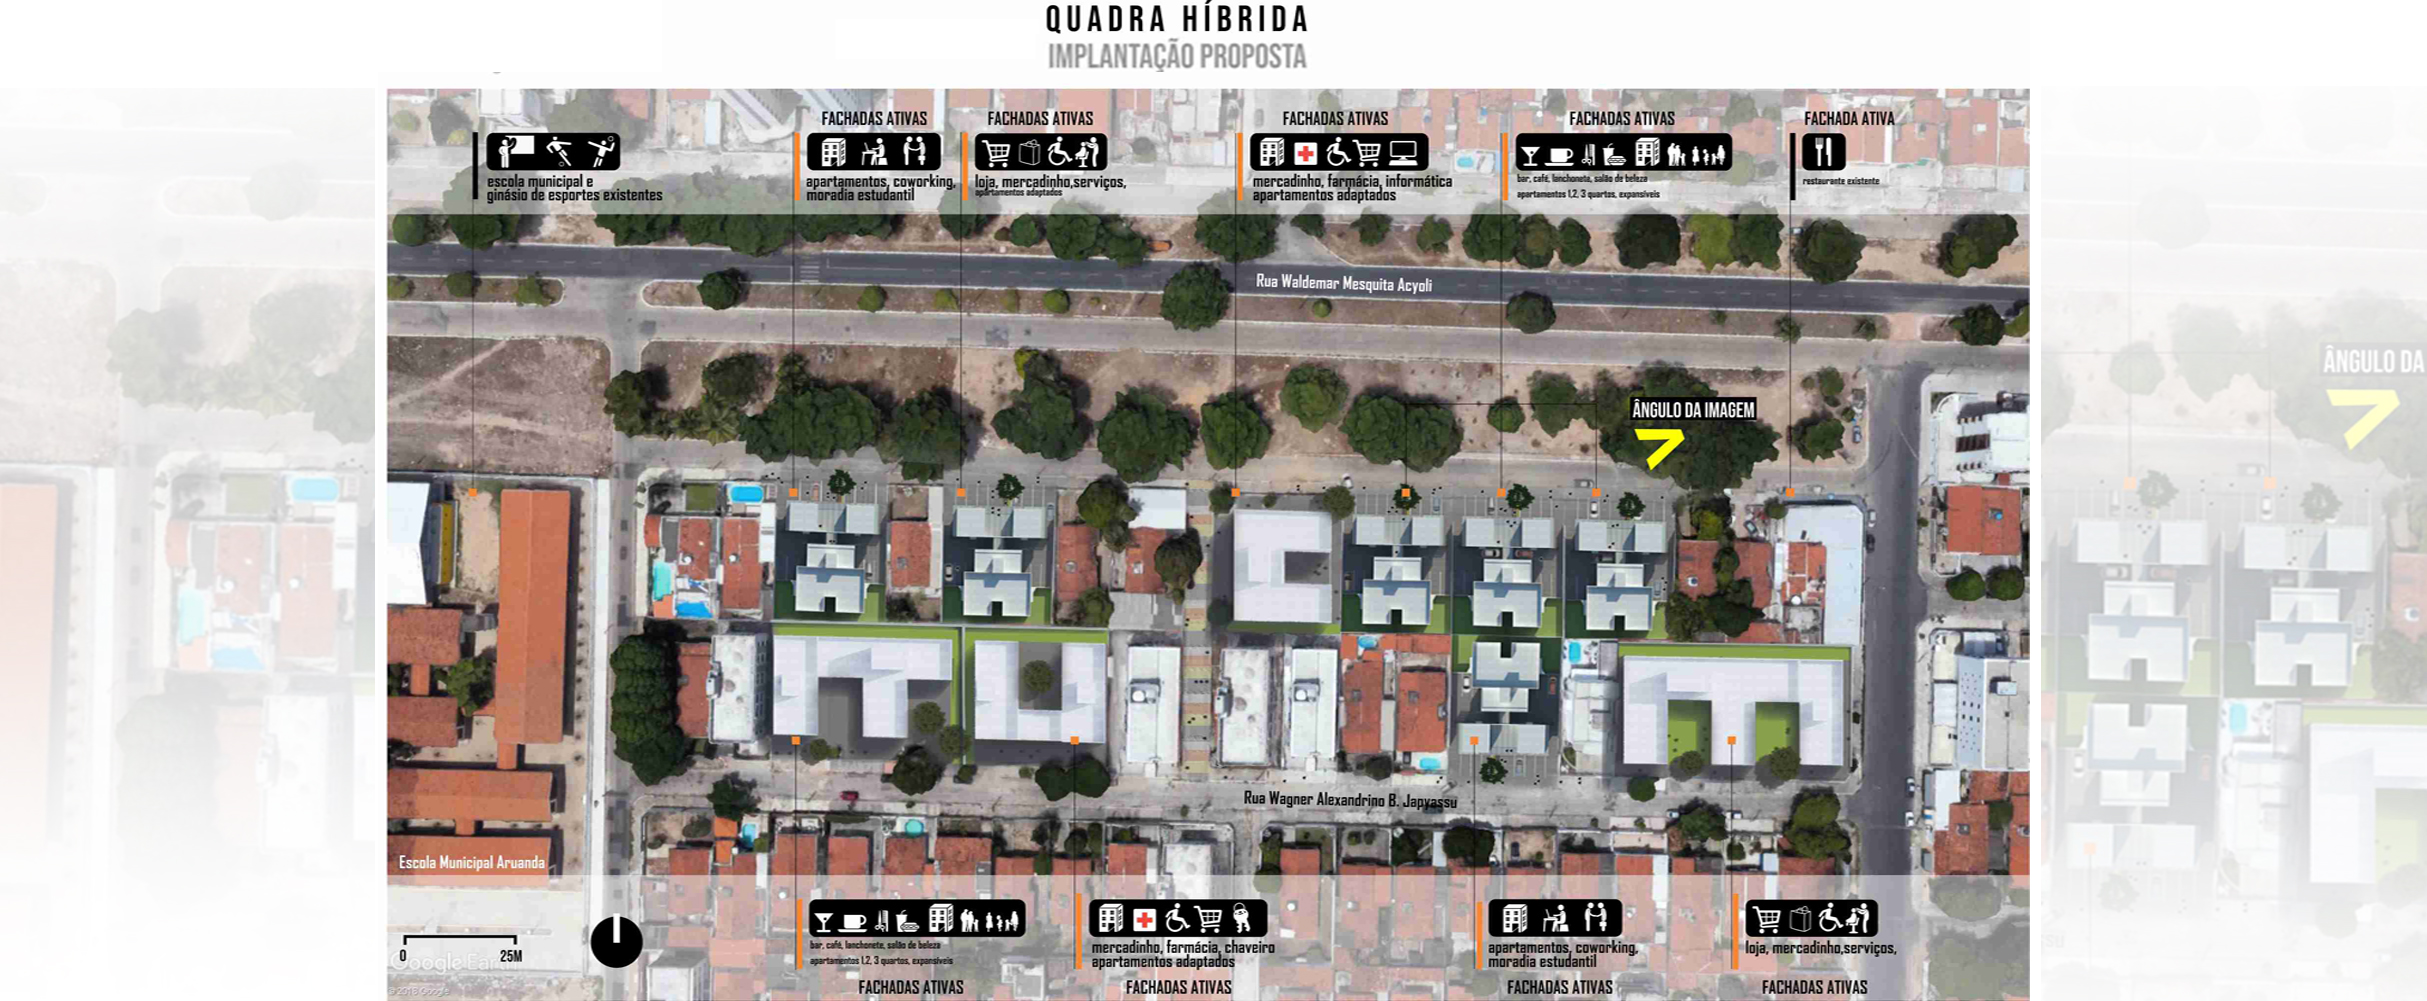 QUADRA HÍBRIDA
IMPLANTAÇÃO PROPOSTA
FACHADAS ATIVAS
FACHADAS ATIVAS
FACHADAS ATIVAS
FACHADAS ATIVAS
FACHADA ATIVA
escola municipal e
ginásio de esportes existentes
apartamentos, coworking,
moradia estudantil
loja, mercadinho,serviços,
apartamentos adaptados
mercadinho, farmácia, informática
apartamentos adaptados
bar, café, lanchonete, salão de beleza
apartamentos 1,2, 3 quartos, expansíveis
restaurante existente
Rua Waldemar Mesquita Acyoli
ÂNGULO DA IMAGEM
ÂNGULO DA
Rua Wagner Alexandrino B. Japyassu
Escola Municipal Aruanda
0 25M
Google Earth
© 2018 Google
bar, café, lanchonete, salão de beleza
apartamentos 1,2, 3 quartos, expansíveis
FACHADAS ATIVAS
mercadinho, farmácia, chaveiro
apartamentos adaptados
FACHADAS ATIVAS
apartamentos, coworking,
moradia estudantil
FACHADAS ATIVAS
loja, mercadinho,serviços,
FACHADAS ATIVAS